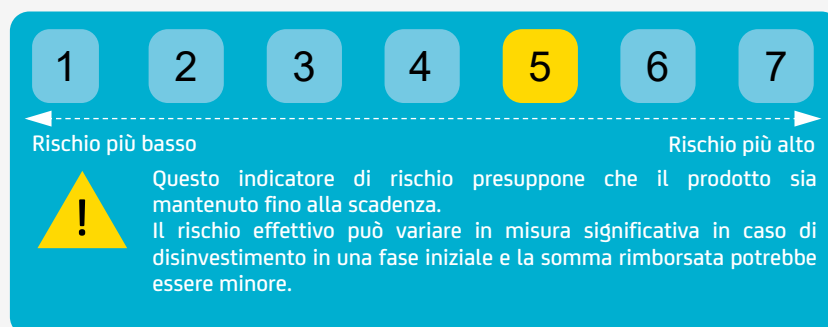 1 2 3 4 5 6 7
Rischio più basso Rischio più alto
!
Questo indicatore di rischio presuppone che il prodotto sia
mantenuto fino alla scadenza.
Il rischio effettivo può variare in misura significativa in caso di
disinvestimento in una fase iniziale e la somma rimborsata potrebbe
essere minore.